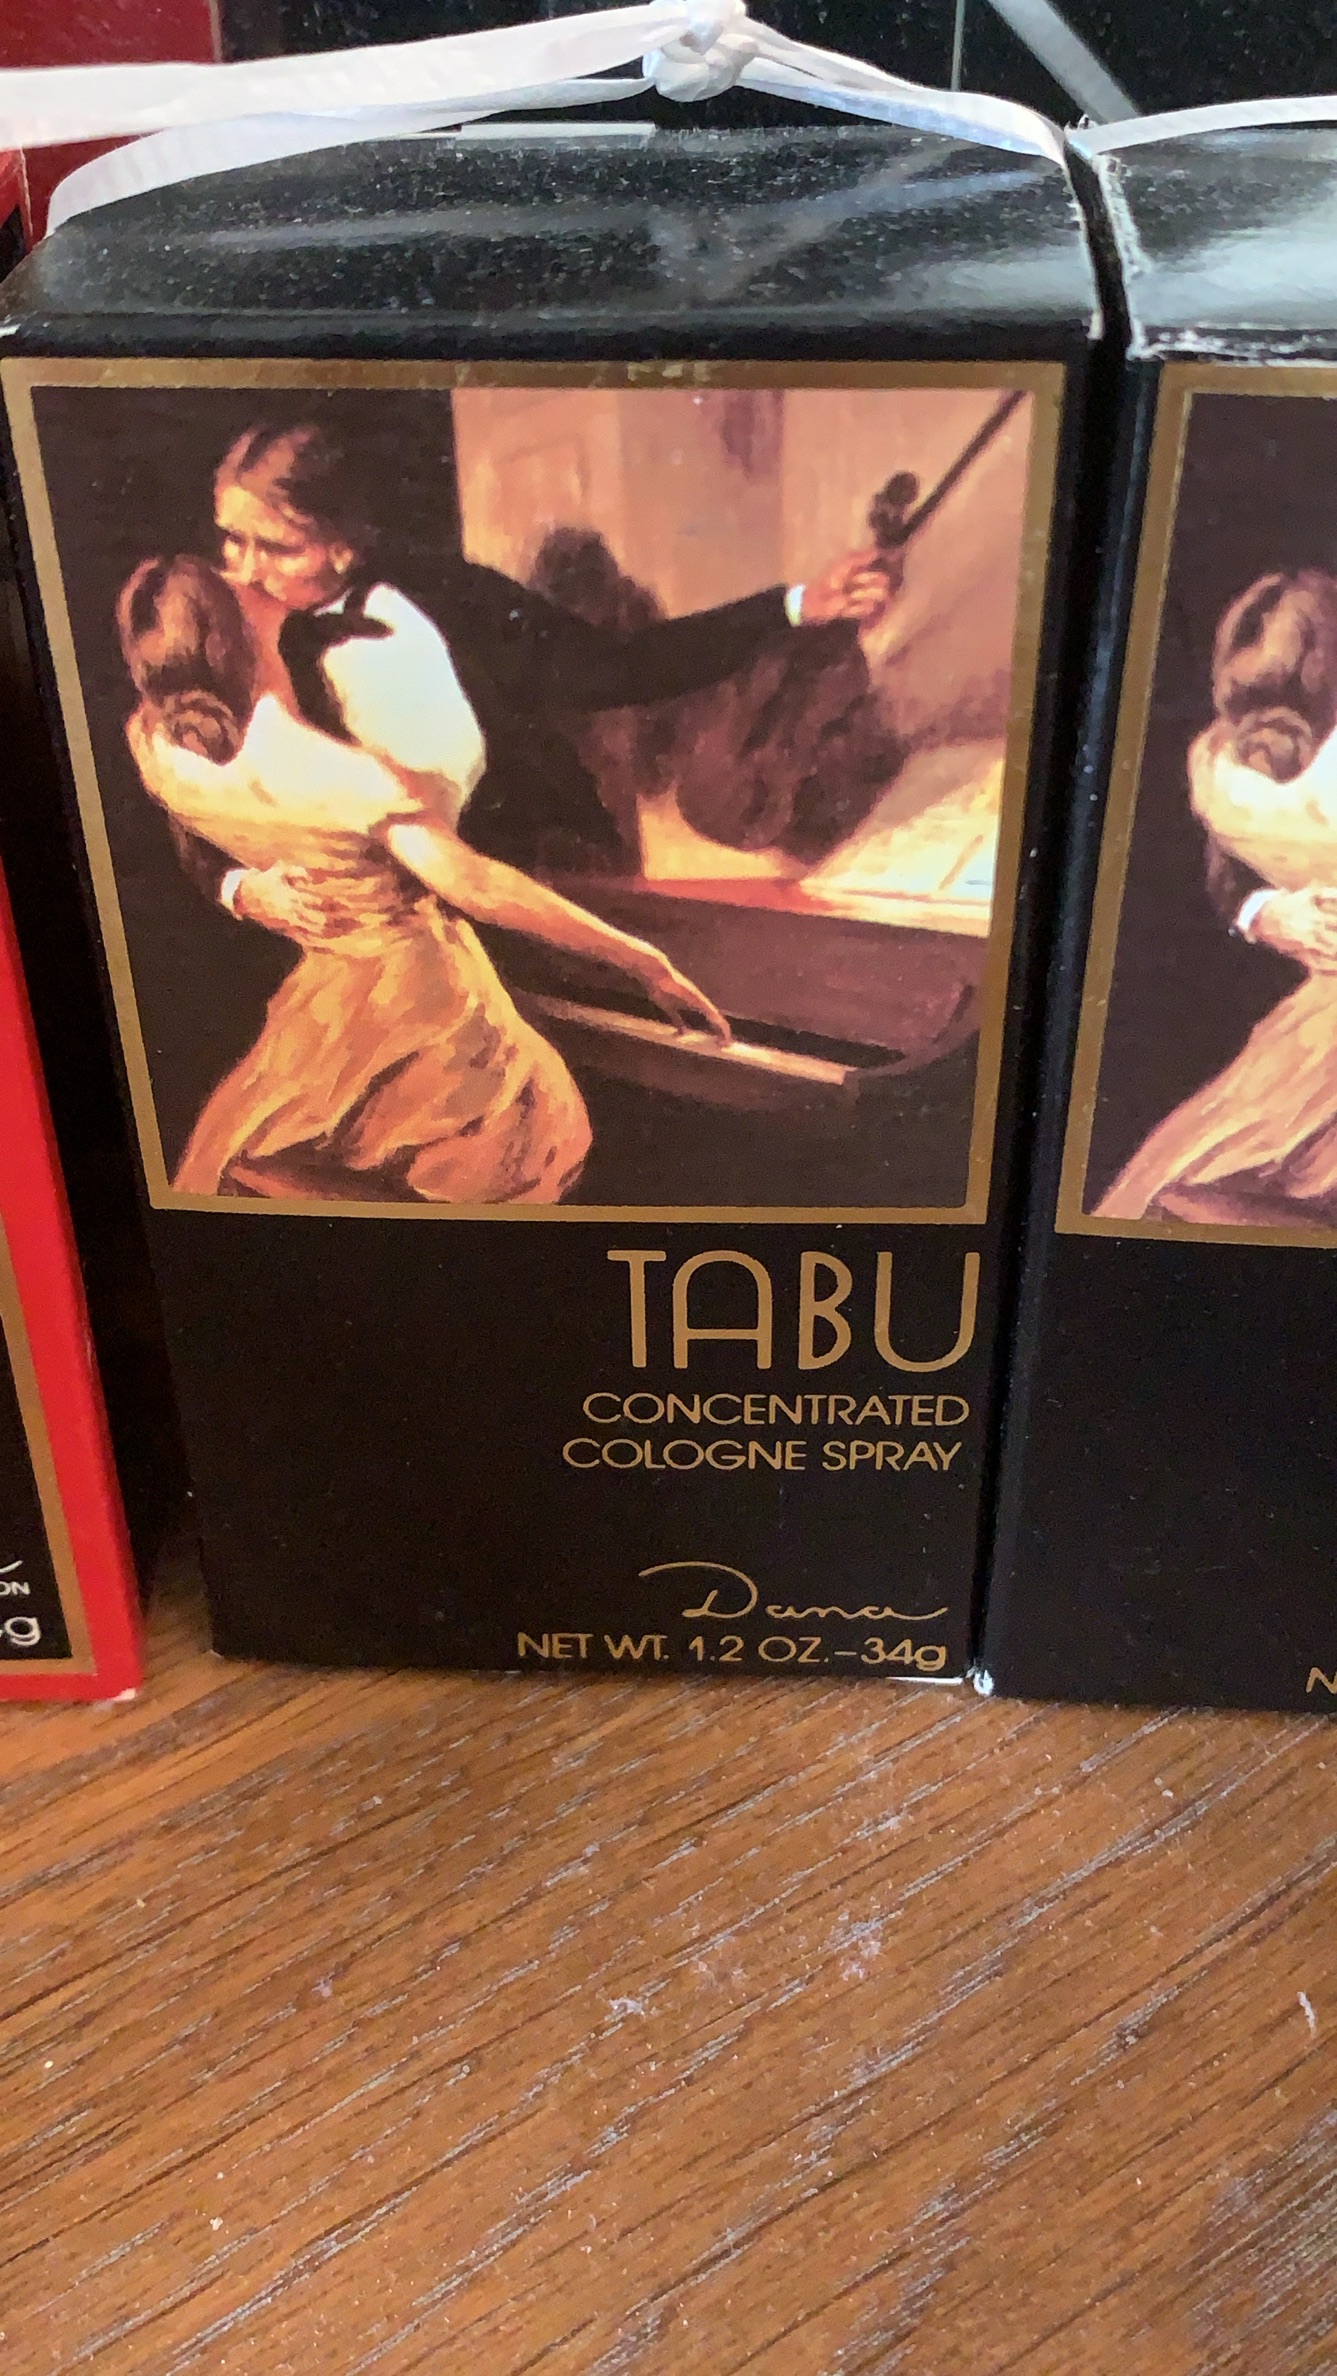 TABU
CONCENTRATED
COLOGNE SPRAY
Dana
NET WT. 1.2 OZ.–34g